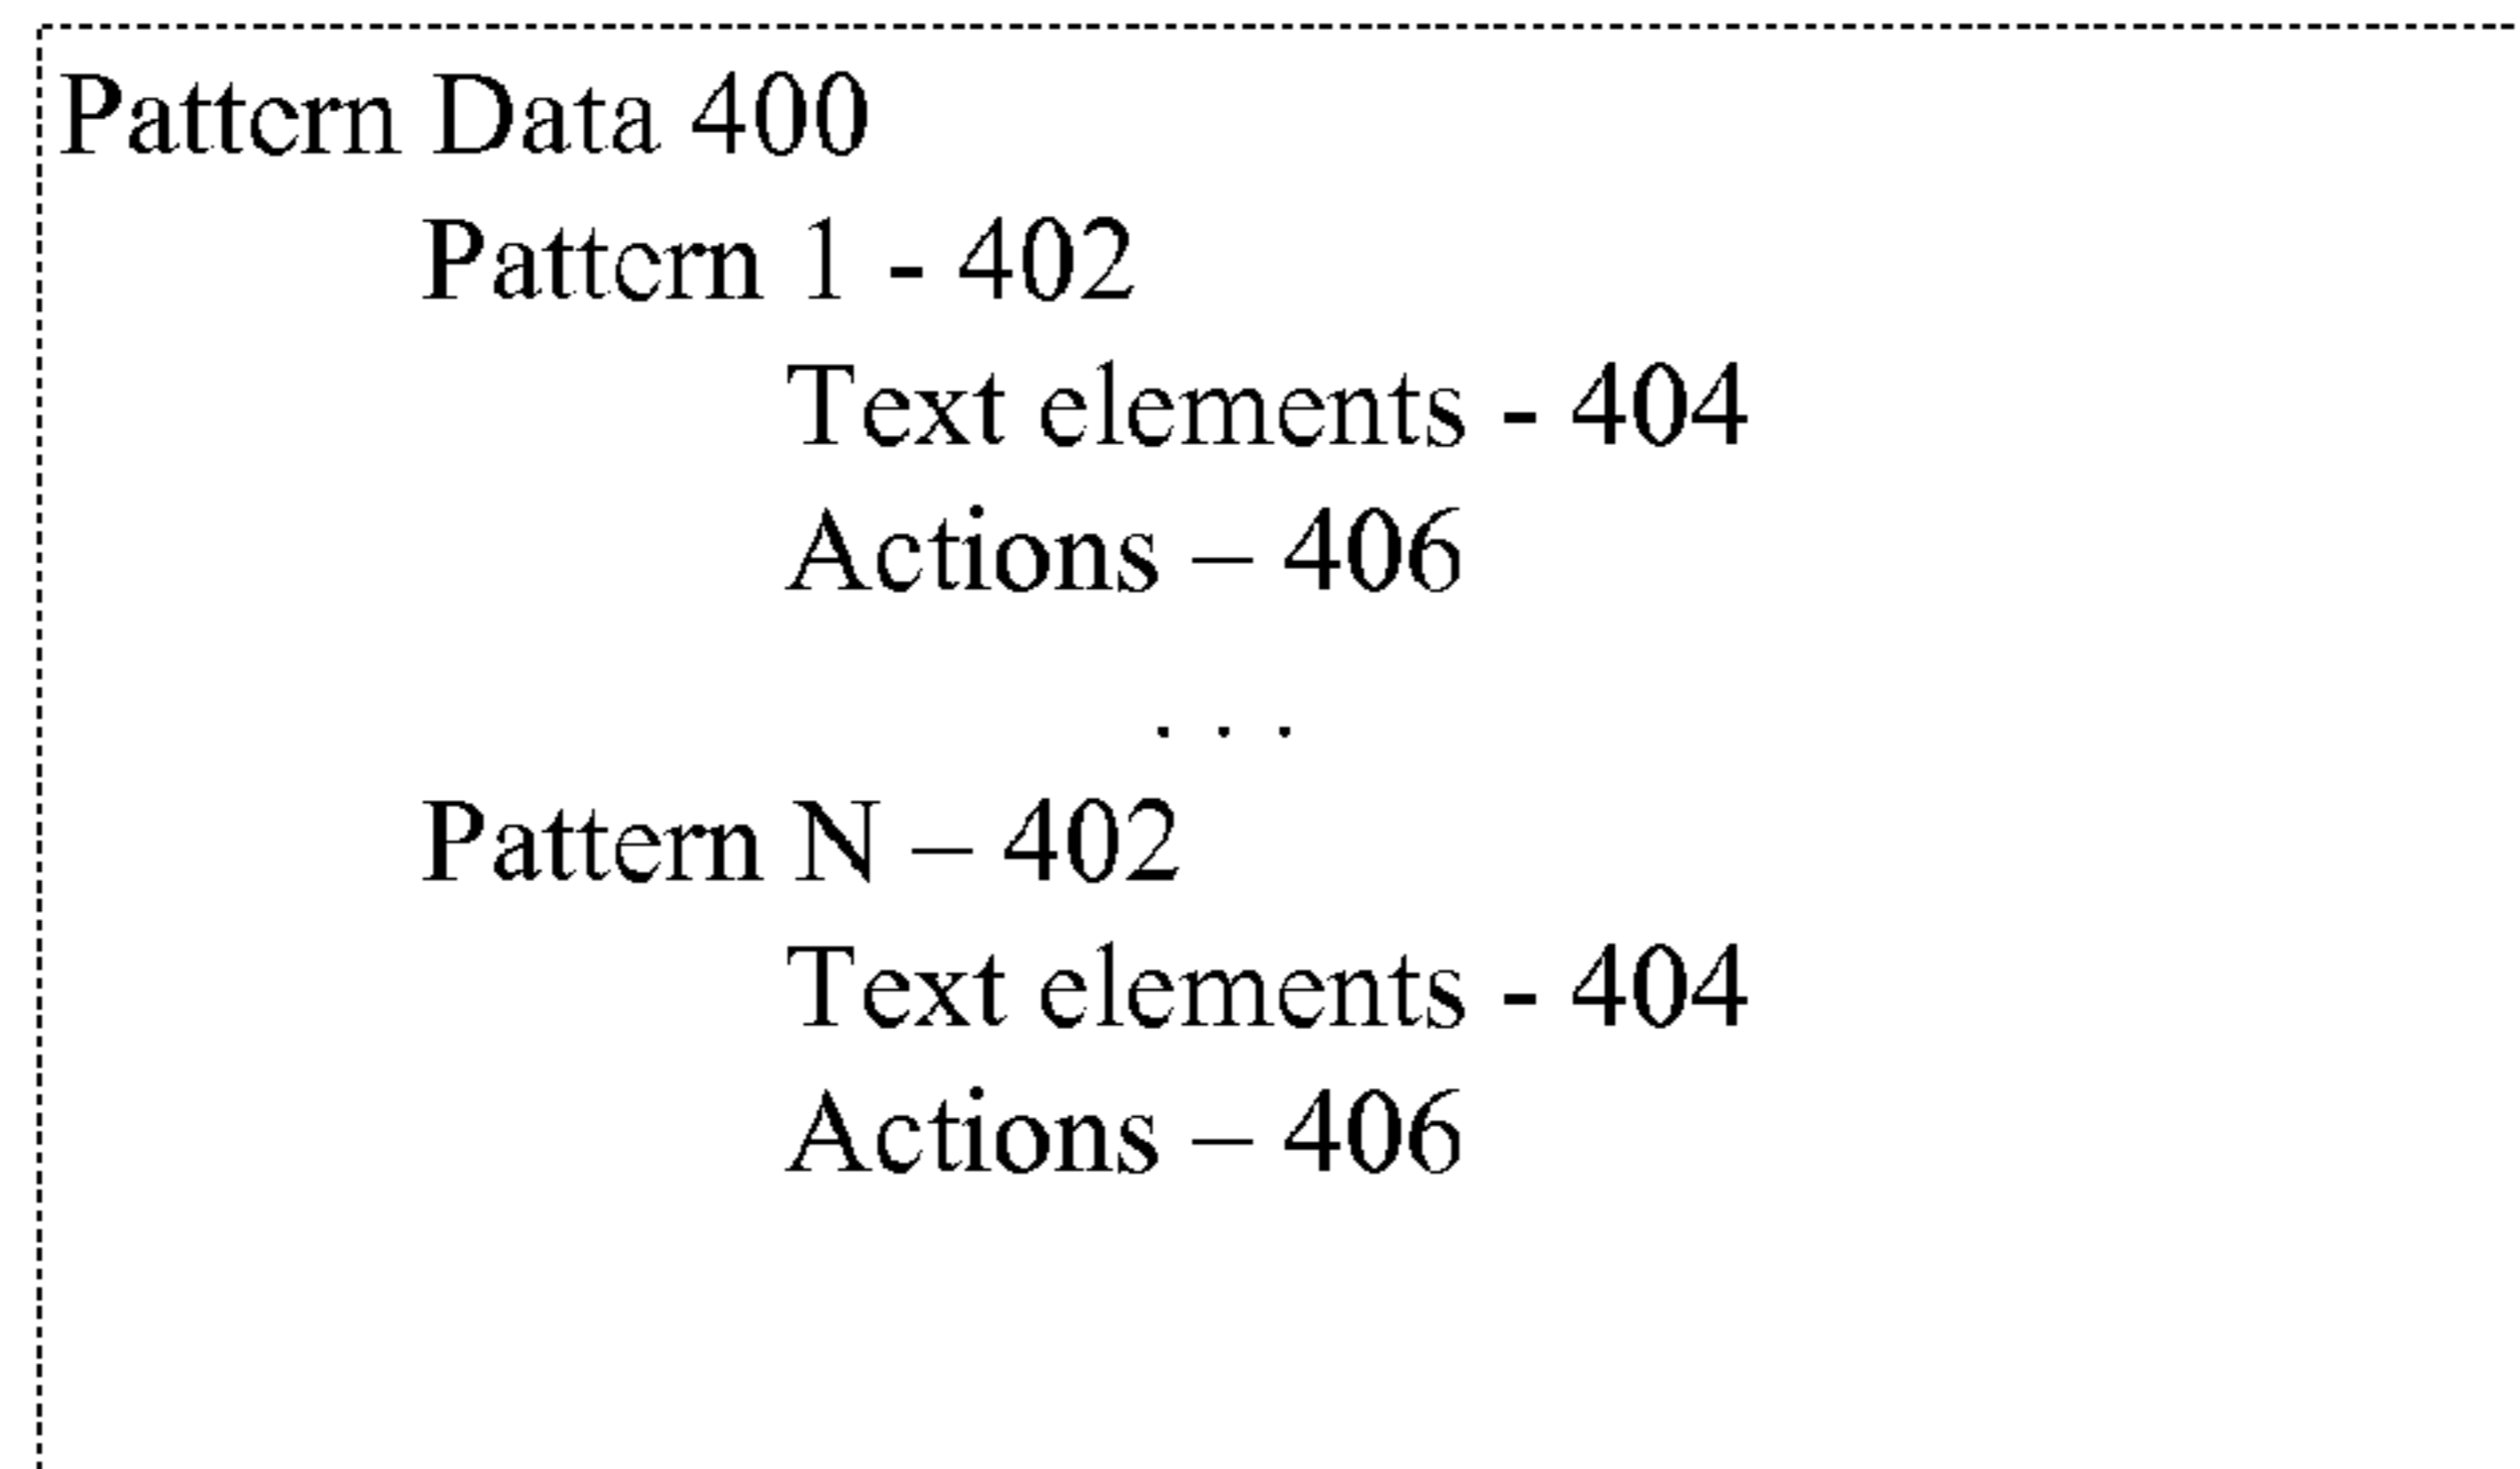 Pattern Data 400
Pattern 1 - 402
Text elements - 404
Actions – 406
. . .
Pattern N – 402
Text elements - 404
Actions – 406